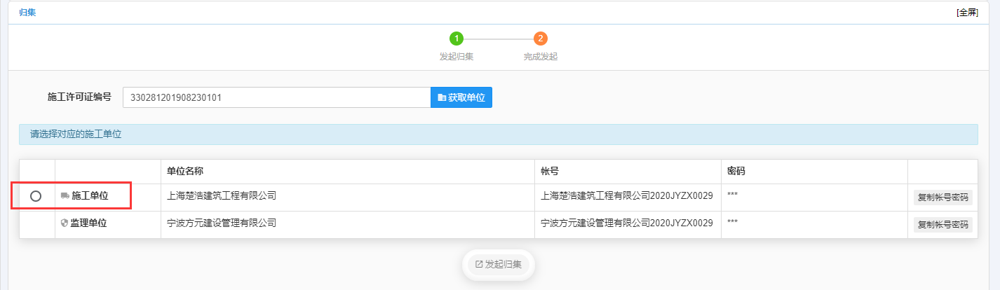 归集 [全屏]
1 2
发起归集 完成发起
施工许可证编号 330281201908230101 获取单位
请选择对应的施工单位
单位名称 帐号 密码
施工单位 上海楚浩建筑工程有限公司 上海楚浩建筑工程有限公司2020JYZX0029 *** 复制帐号密码
监理单位 宁波方元建设管理有限公司 宁波方元建设管理有限公司2020JYZX0029 *** 复制帐号密码
发起归集